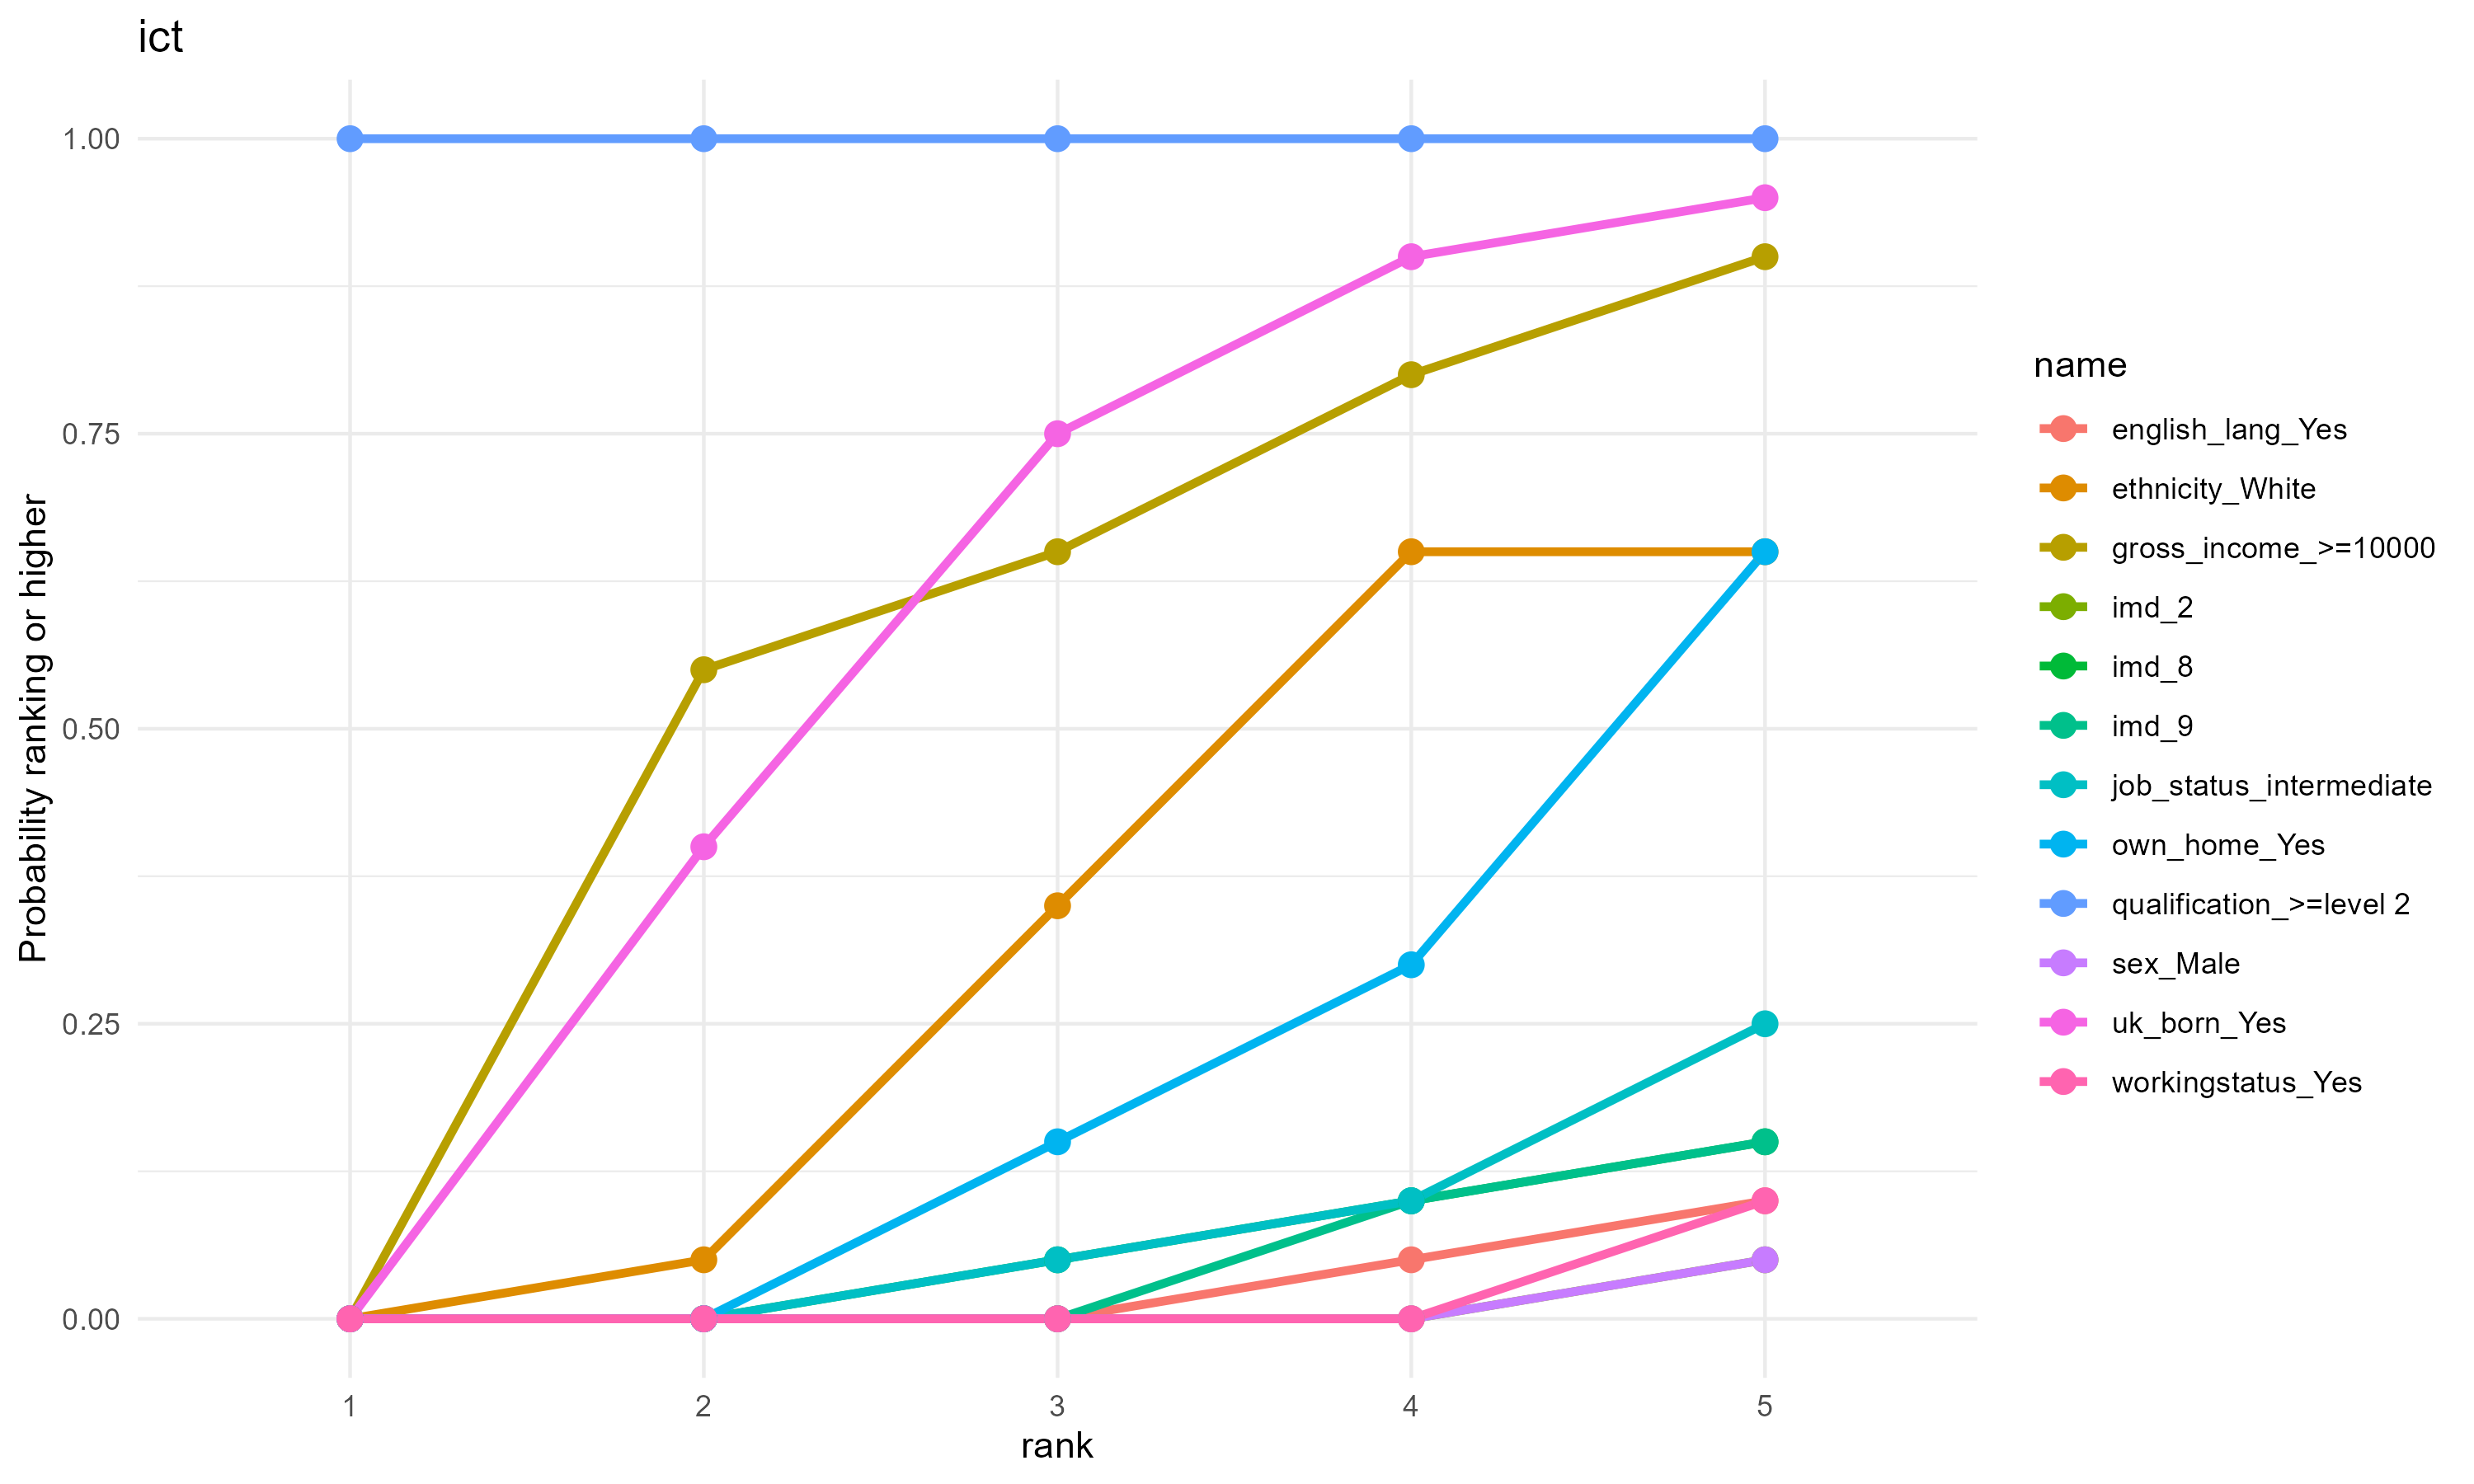 ict
1.00
0.75
0.50
0.25
0.00
Probability ranking or higher
1
2
3
4
5
rank
name
english_lang_Yes
ethnicity_White
gross_income_>=10000
imd_2
imd_8
imd_9
job_status_intermediate
own_home_Yes
qualification_>=level 2
sex_Male
uk_born_Yes
workingstatus_Yes